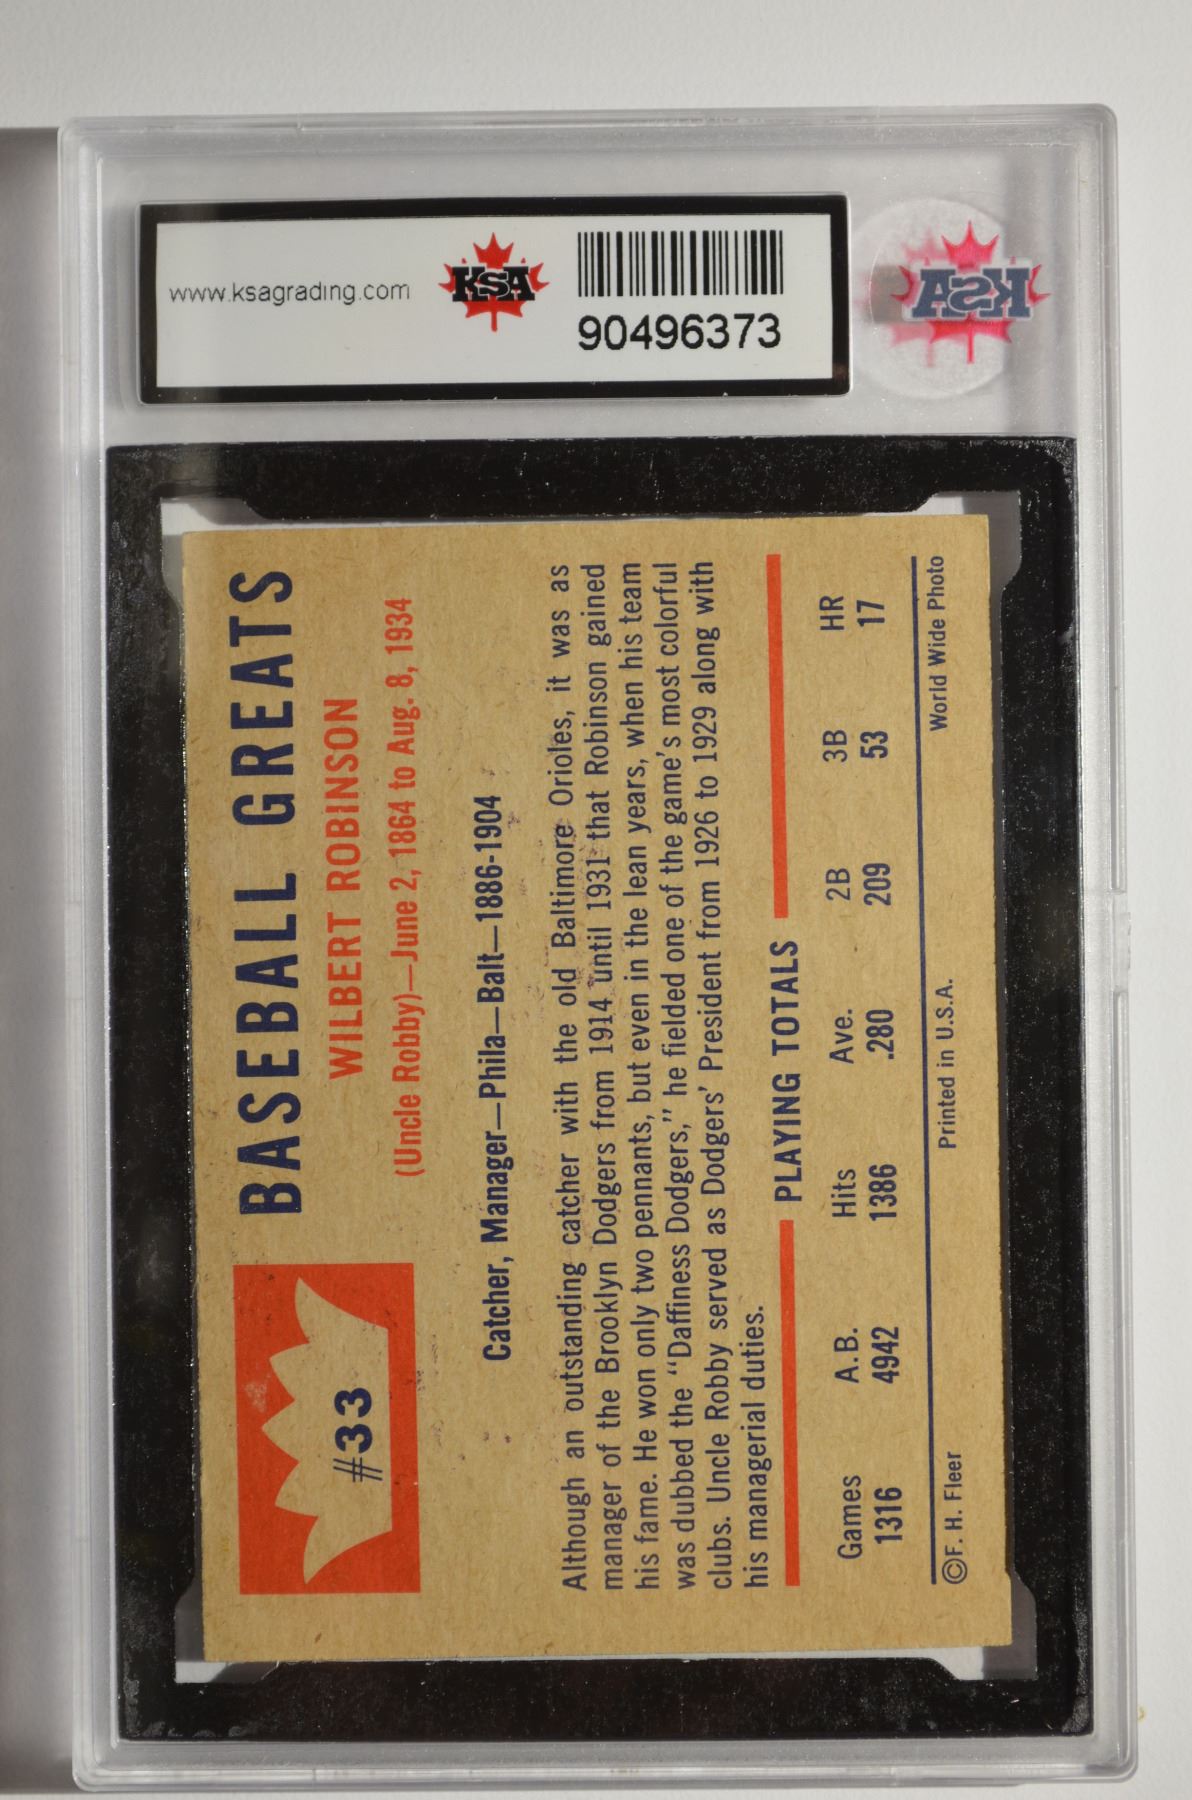 www.ksagrading.com
KSA
90496373
KSA
#33
BASEBALL GREATS
WILBERT ROBINSON
(Uncle Robby)—June 2, 1864 to Aug. 8, 1934
Catcher, Manager—Phila—Balt—1886-1904
Although an outstanding catcher with the old Baltimore Orioles, it was as
manager of the Brooklyn Dodgers from 1914 until 1931 that Robinson gained
his fame. He won only two pennants, but even in the lean years, when his team
was dubbed the "Daffiness Dodgers," he fielded one of the game's most colorful
clubs. Uncle Robby served as Dodgers' President from 1926 to 1929 along with
his managerial duties.
PLAYING TOTALS
Games A.B. Hits Ave. 2B 3B HR
1316 4942 1386 .280 209 53 17
©F. H. Fleer Printed in U.S.A. World Wide Photo